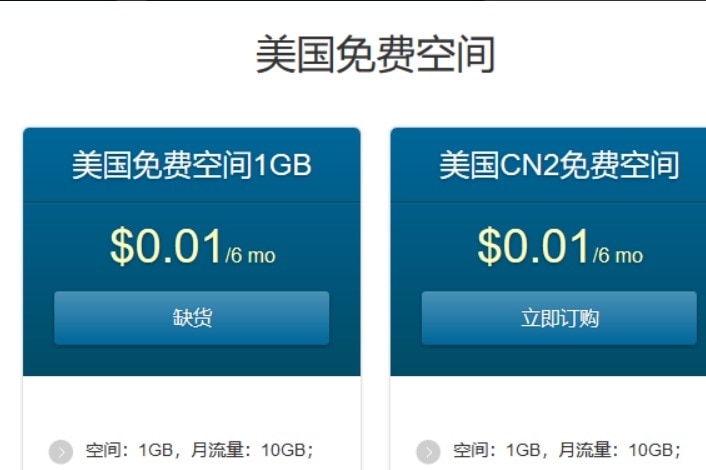 美国免费空间
美国免费空间1GB
$0.01/6 mo
缺货
空间：1GB，月流量：10GB；
美国CN2免费空间
$0.01/6 mo
立即订购
空间：1GB，月流量：10GB；